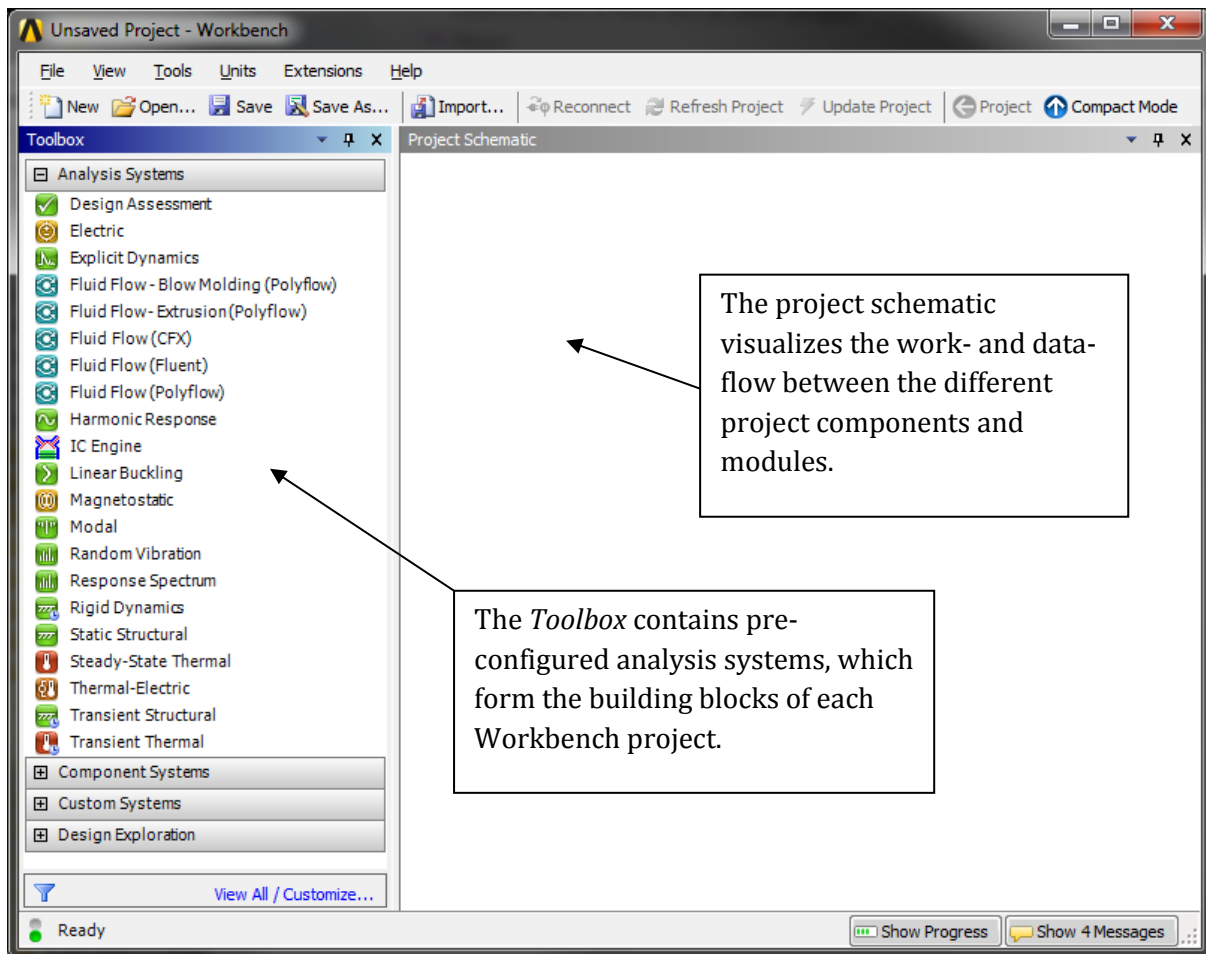 Unsaved Project - Workbench
File View Tools Units Extensions Help
New Open... Save Save As... Import... Reconnect Refresh Project Update Project Project Compact Mode
Toolbox
Analysis Systems
Design Assessment
Electric
Explicit Dynamics
Fluid Flow - Blow Molding (Polyflow)
Fluid Flow - Extrusion (Polyflow)
Fluid Flow (CFX)
Fluid Flow (Fluent)
Fluid Flow (Polyflow)
Harmonic Response
IC Engine
Linear Buckling
Magnetostatic
Modal
Random Vibration
Response Spectrum
Rigid Dynamics
Static Structural
Steady-State Thermal
Thermal-Electric
Transient Structural
Transient Thermal
Component Systems
Custom Systems
Design Exploration
View All / Customize...
Project Schematic
The project schematic
visualizes the work- and data-
flow between the different
project components and
modules.
The Toolbox contains pre-
configured analysis systems, which
form the building blocks of each
Workbench project.
Ready
Show Progress
Show 4 Messages